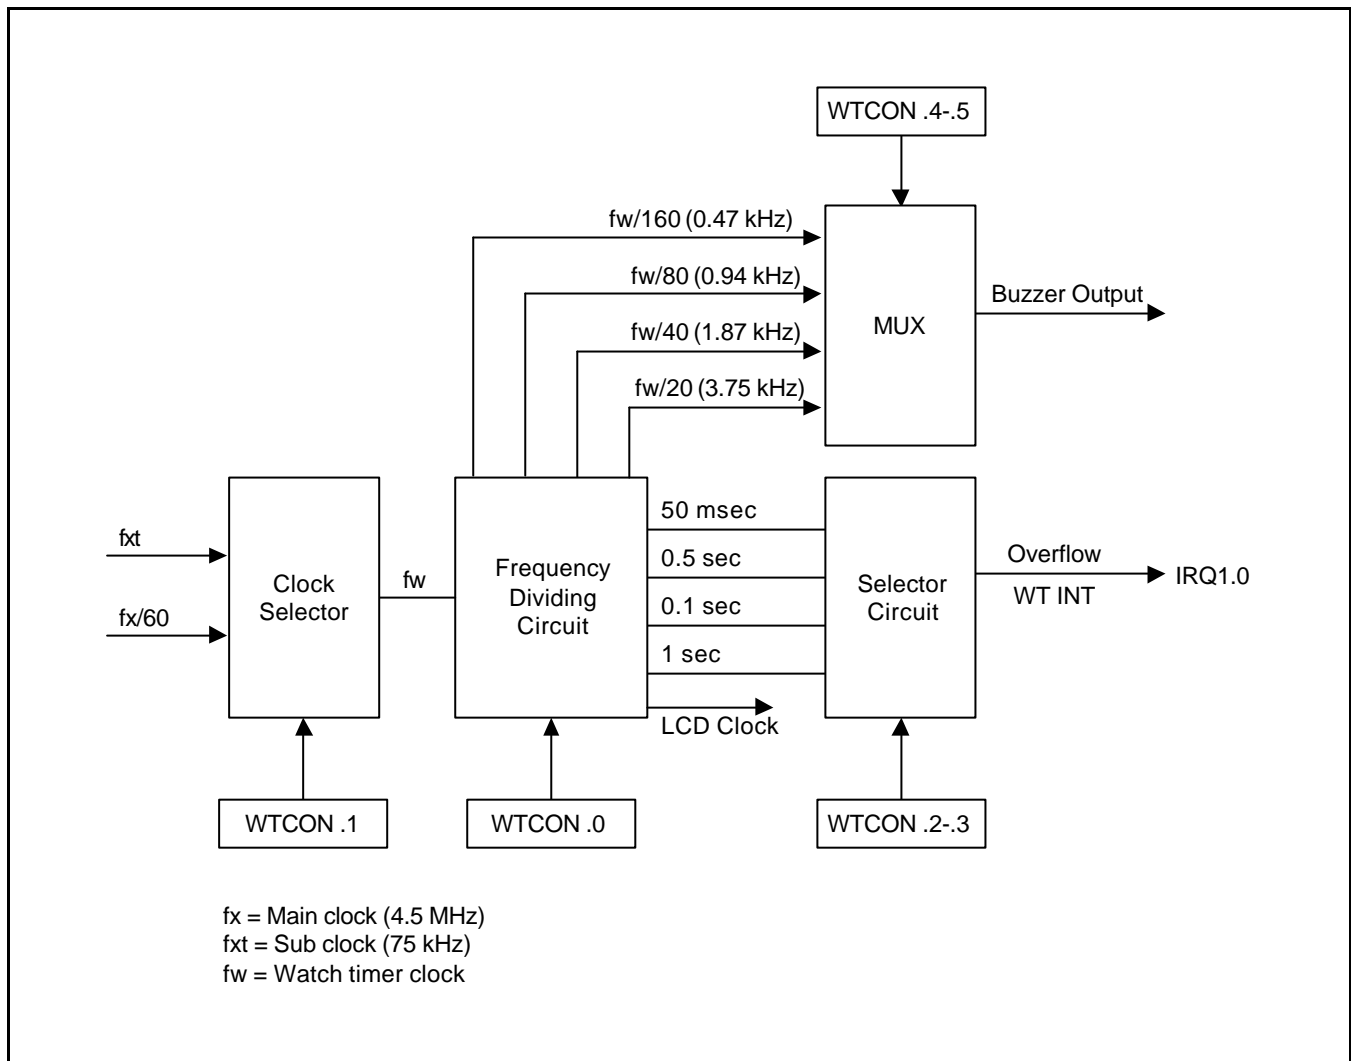 WTCON .4-.5
fw/160 (0.47 kHz)
fw/80 (0.94 kHz)
fw/40 (1.87 kHz)
fw/20 (3.75 kHz)
MUX
Buzzer Output
fxt
fx/60
Clock
Selector
fw
Frequency
Dividing
Circuit
50 msec
0.5 sec
0.1 sec
1 sec
LCD Clock
Selector
Circuit
Overflow
WT INT
IRQ1.0
WTCON .1
WTCON .0
WTCON .2-.3
fx = Main clock (4.5 MHz)
fxt = Sub clock (75 kHz)
fw = Watch timer clock